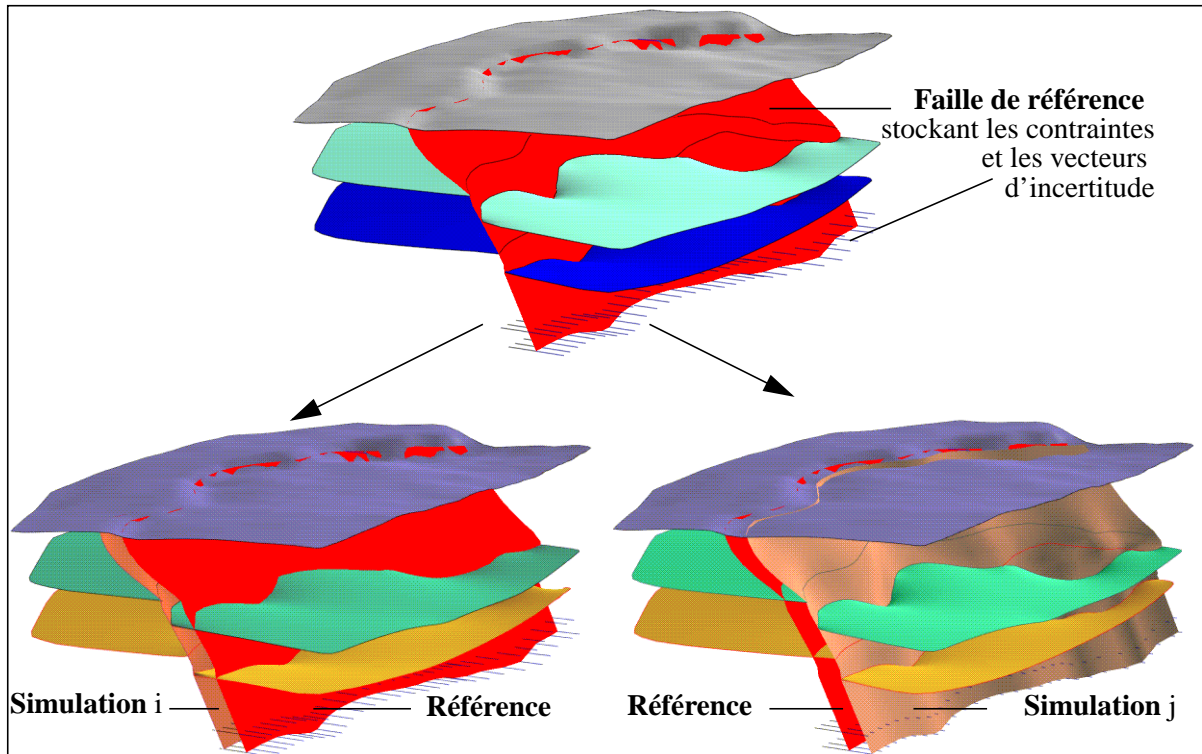 Faille de référence
stockant les contraintes
et les vecteurs
d’incertitude
Simulation i
Référence
Référence
Simulation j